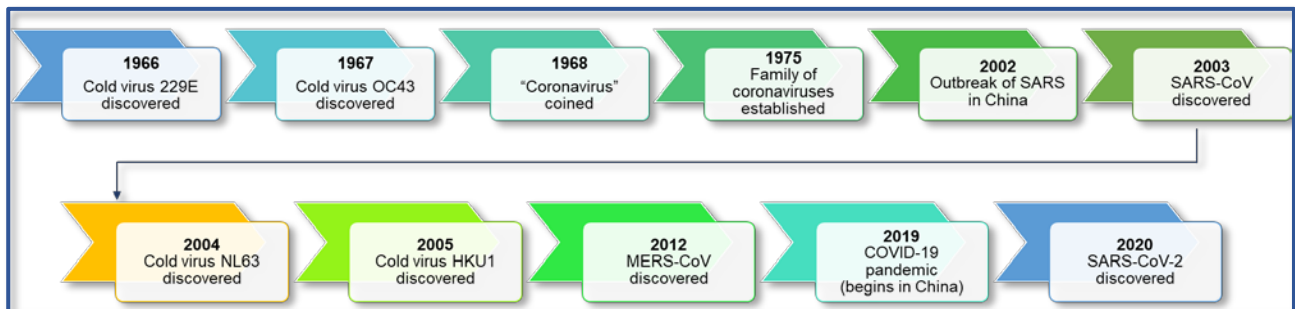 1966
Cold virus 229E
discovered
1967
Cold virus OC43
discovered
1968
“Coronavirus”
coined
1975
Family of
coronaviruses
established
2002
Outbreak of SARS
in China
2003
SARS-CoV
discovered
2004
Cold virus NL63
discovered
2005
Cold virus HKU1
discovered
2012
MERS-CoV
discovered
2019
COVID-19
pandemic
(begins in China)
2020
SARS-CoV-2
discovered